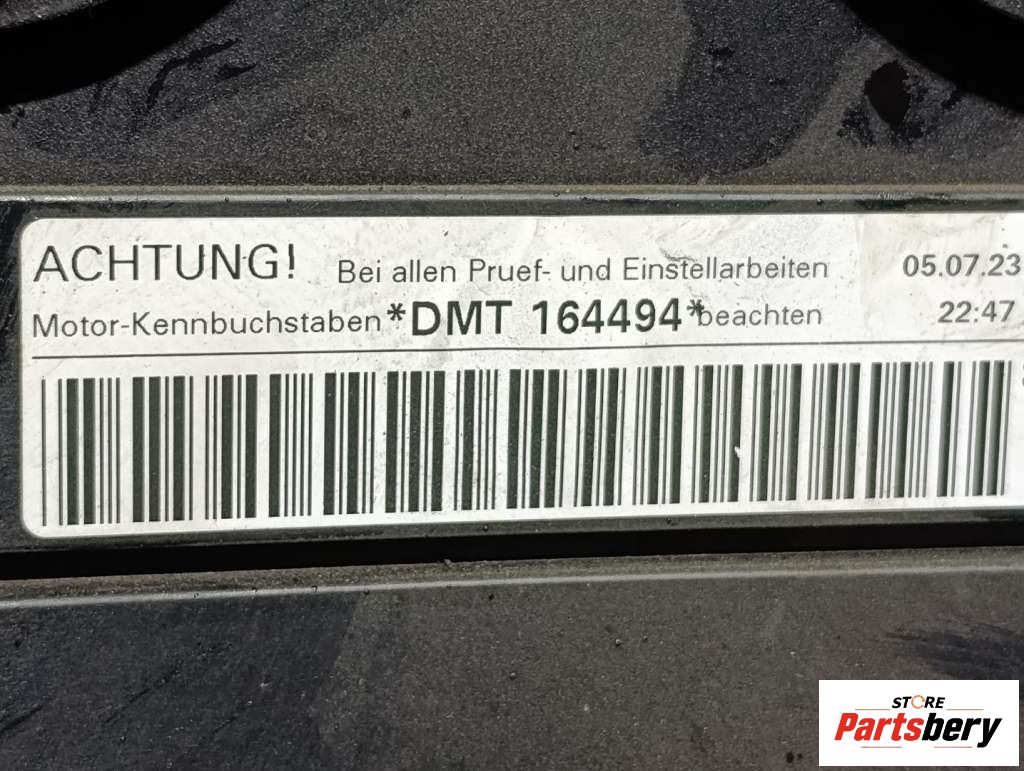 ACHTUNG! Bei allen Pruef- und Einstellarbeiten 05.07.23
Motor-Kennbuchstaben *DMT 164494* beachten 22:47
STORE
Partsbery